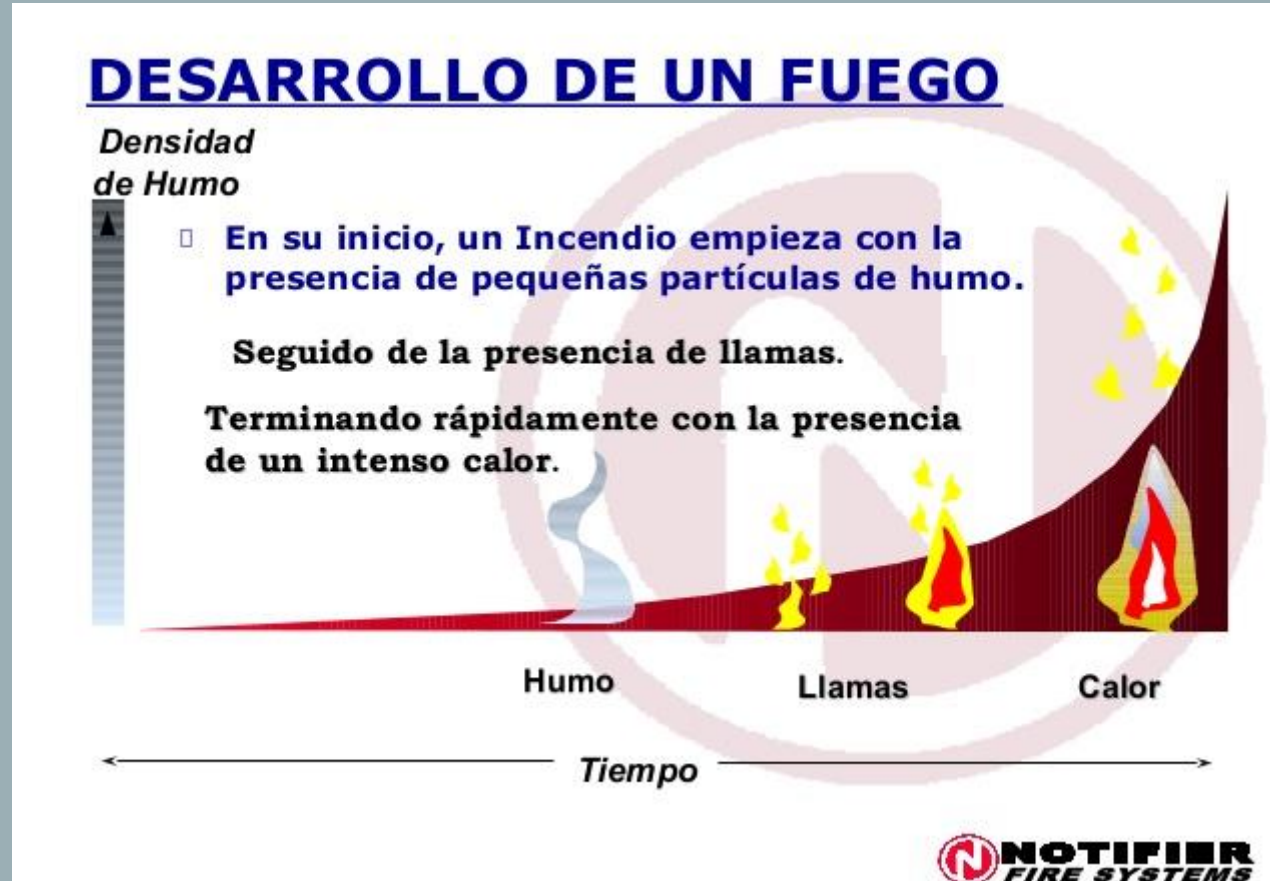 DESARROLLO DE UN FUEGO
Densidad
de Humo
En su inicio, un Incendio empieza con la
presencia de pequeñas partículas de humo.
Seguido de la presencia de llamas.
Terminando rápidamente con la presencia
de un intenso calor.
Humo
Llamas
Calor
Tiempo
NOTIFIER
FIRE SYSTEMS